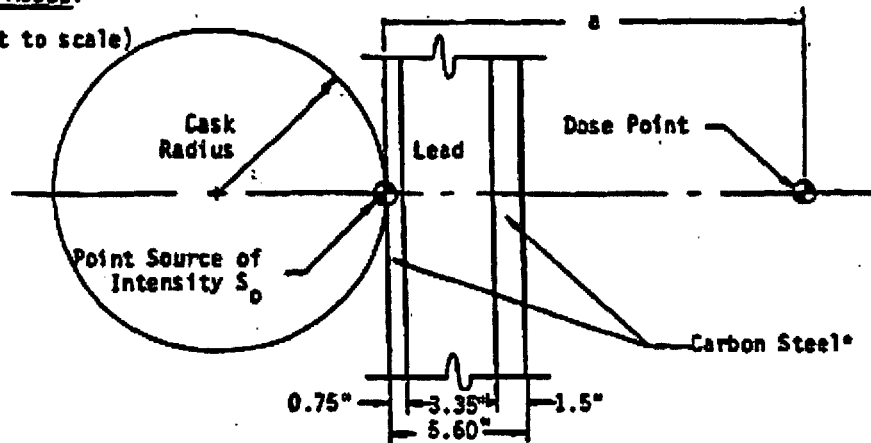 a
t to scale)
Cask
Radius
Lead
Dose Point
Point Source of
Intensity S₀
Carbon Steel*
0.75"
3.35"
1.5"
5.60"